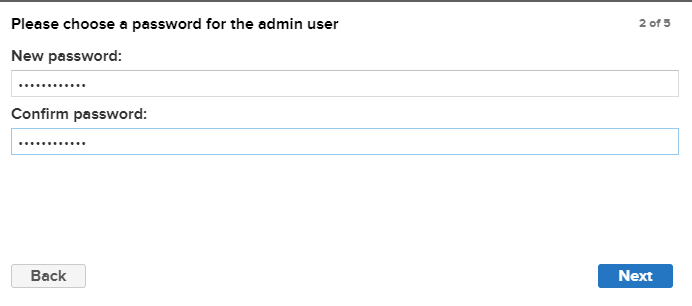 Please choose a password for the admin user
2 of 5
New password:
••••••••••••
Confirm password:
••••••••••••
Back
Next